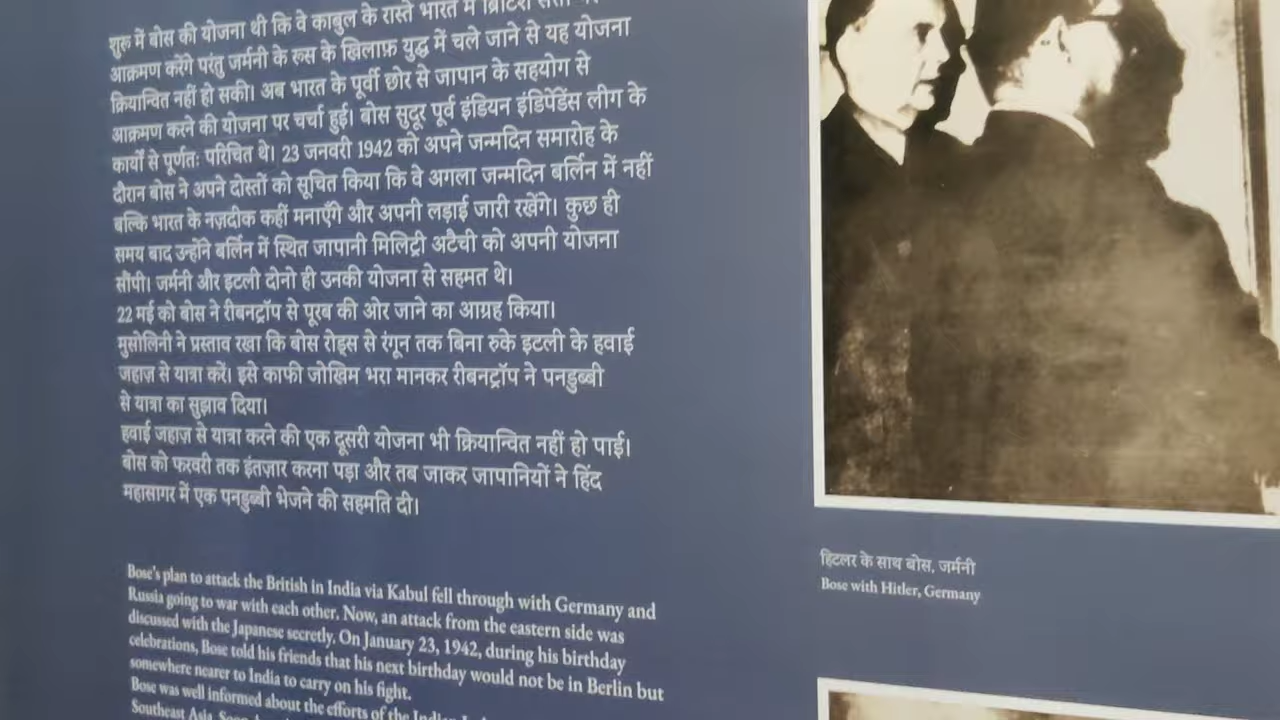 शुरू में बोस की योजना थी कि वे काबुल के रास्ते भारत में ब्रिटिश
आक्रमण करेंगे परंतु जर्मनी के रूस के खिलाफ़ युद्ध में चले जाने से यह योजना
क्रियान्वित नहीं हो सकी। अब भारत के पूर्वी छोर से जापान के सहयोग से
आक्रमण करने की योजना पर चर्चा हुई। बोस सुदूर पूर्व इंडियन इंडिपेंडेंस लीग के
कार्यों से पूर्णतः परिचित थे। 23 जनवरी 1942 को अपने जन्मदिन समारोह के
दौरान बोस ने अपने दोस्तों को सूचित किया कि वे अगला जन्मदिन बर्लिन में नहीं
बल्कि भारत के नज़दीक कहीं मनाएँगे और अपनी लड़ाई जारी रखेंगे। कुछ ही
समय बाद उन्होंने बर्लिन में स्थित जापानी मिलिट्री अटैची को अपनी योजना
सौंपी। जर्मनी और इटली दोनो ही उनकी योजना से सहमत थे।
22 मई को बोस ने रीबनट्रॉप से पूरब की ओर जाने का आग्रह किया।
मुसोलिनी ने प्रस्ताव रखा कि बोस रोड्स से रंगून तक बिना रुके इटली के हवाई
जहाज़ से यात्रा करें। इसे काफी जोखिम भरा मानकर रीबनट्रॉप ने पनडुब्बी
से यात्रा का सुझाव दिया।
हवाई जहाज़ से यात्रा करने की एक दूसरी योजना भी क्रियान्वित नहीं हो पाई।
बोस को फरवरी तक इंतज़ार करना पड़ा और तब जाकर जापानियों ने हिंद
महासागर में एक पनडुब्बी भेजने की सहमति दी।
Bose's plan to attack the British in India via Kabul fell through with Germany and
Russia going to war with each other. Now, an attack from the eastern side was
discussed with the Japanese secretly. On January 23, 1942, during his birthday
celebrations, Bose told his friends that his next birthday would not be in Berlin but
somewhere nearer to India to carry on his fight.
Bose was well informed about the efforts of the
Southeast Asia.
हिटलर के साथ बोस, जर्मनी
Bose with Hitler, Germany